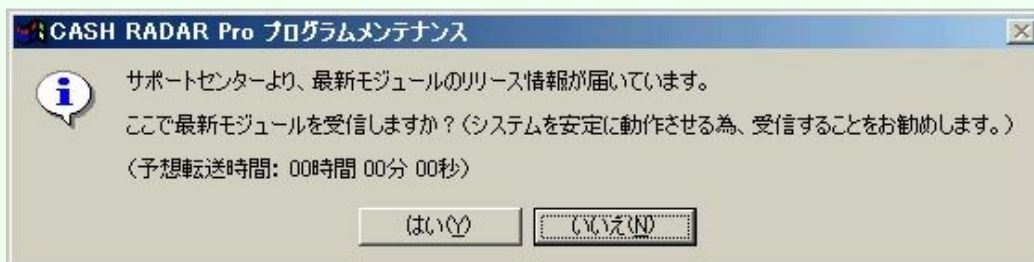 CASH RADAR Pro プログラムメンテナンス
サポートセンターより、最新モジュールのリリース情報が届いています。
ここで最新モジュールを受信しますか？(システムを安定に動作させる為、受信することをお勧めします。)
(予想転送時間: 00時間 00分 00秒)
はい(Y)
いいえ(N)